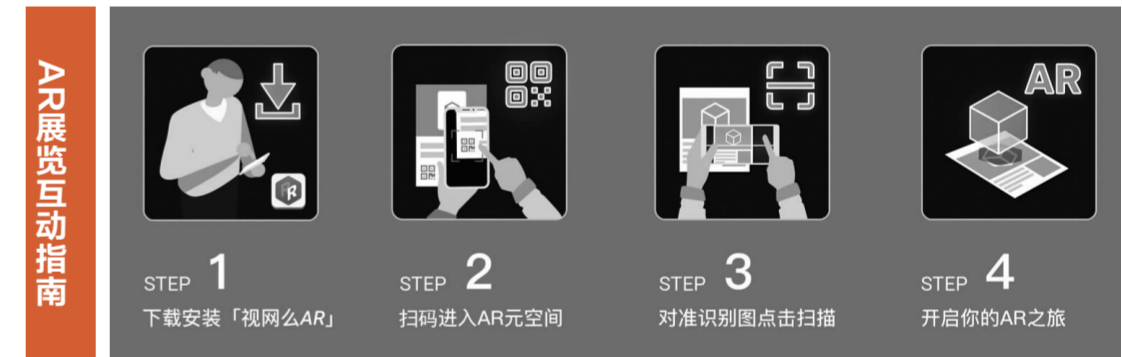 AR展览互动指南
AR
STEP 1
下载安装「视网么AR」
STEP 2
扫码进入AR元空间
STEP 3
对准识别图点击扫描
STEP 4
开启你的AR之旅